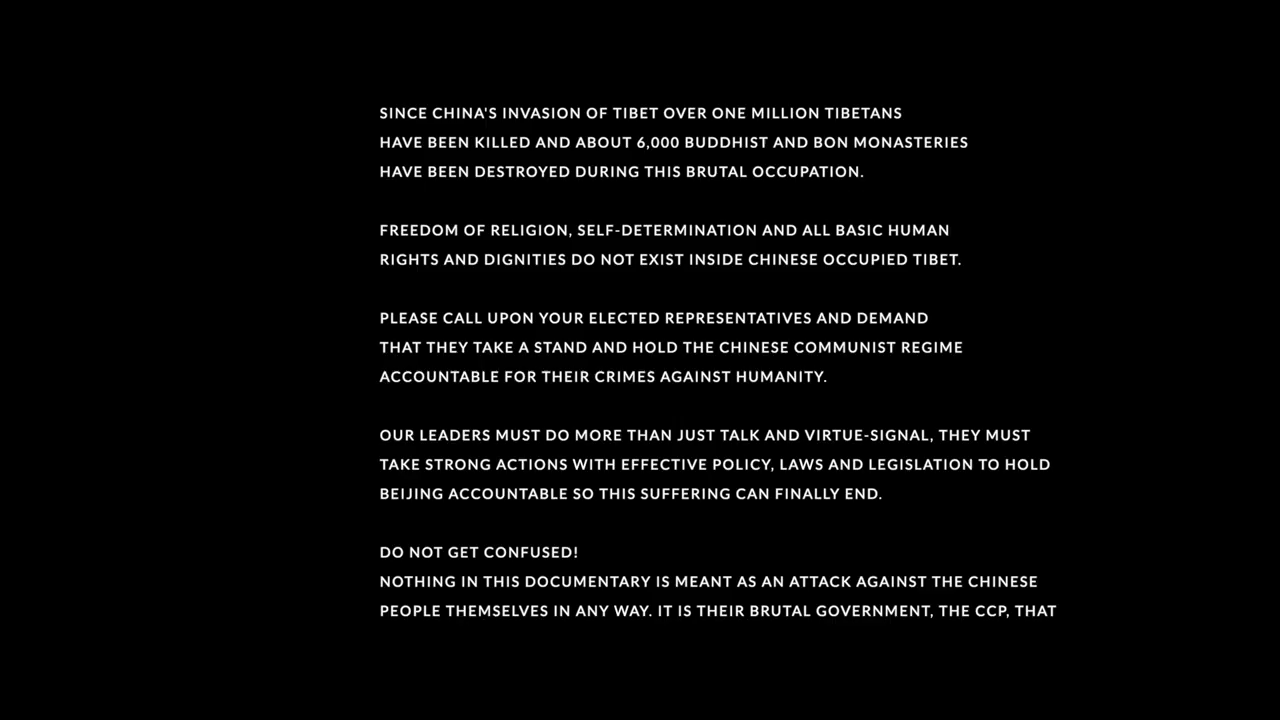 SINCE CHINA'S INVASION OF TIBET OVER ONE MILLION TIBETANS
HAVE BEEN KILLED AND ABOUT 6,000 BUDDHIST AND BON MONASTERIES
HAVE BEEN DESTROYED DURING THIS BRUTAL OCCUPATION.
FREEDOM OF RELIGION, SELF-DETERMINATION AND ALL BASIC HUMAN
RIGHTS AND DIGNITIES DO NOT EXIST INSIDE CHINESE OCCUPIED TIBET.
PLEASE CALL UPON YOUR ELECTED REPRESENTATIVES AND DEMAND
THAT THEY TAKE A STAND AND HOLD THE CHINESE COMMUNIST REGIME
ACCOUNTABLE FOR THEIR CRIMES AGAINST HUMANITY.
OUR LEADERS MUST DO MORE THAN JUST TALK AND VIRTUE-SIGNAL, THEY MUST
TAKE STRONG ACTIONS WITH EFFECTIVE POLICY, LAWS AND LEGISLATION TO HOLD
BEIJING ACCOUNTABLE SO THIS SUFFERING CAN FINALLY END.
DO NOT GET CONFUSED!
NOTHING IN THIS DOCUMENTARY IS MEANT AS AN ATTACK AGAINST THE CHINESE
PEOPLE THEMSELVES IN ANY WAY. IT IS THEIR BRUTAL GOVERNMENT, THE CCP, THAT